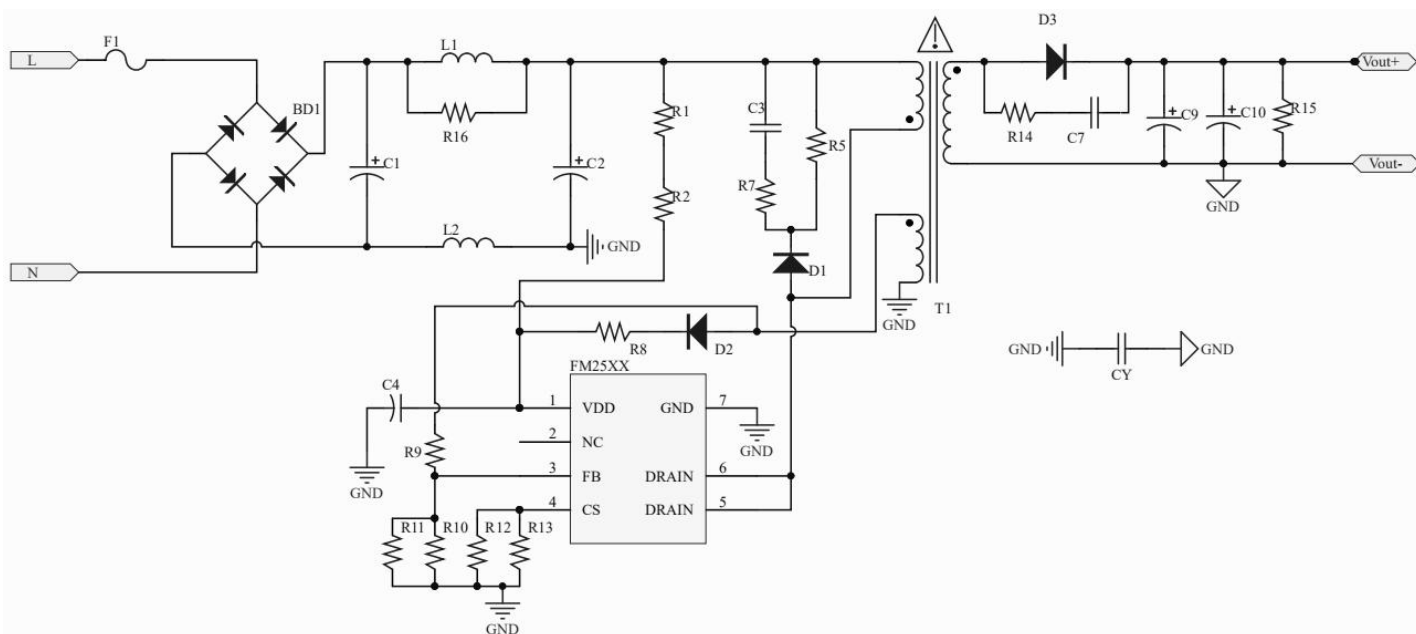 F1
L
BD1
L1
R16
C1
C2
L2
GND
N
R1
R2
C3
R5
R7
D1
T1
GND
D3
R14
C7
C9
C10
R15
Vout+
Vout-
GND
GND
CY
GND
R8
D2
FM25XX
C4
GND
R9
1 VDD
2 NC
3 FB
4 CS
GND 7
DRAIN 6
DRAIN 5
GND
R11
R10
R12
R13
GND